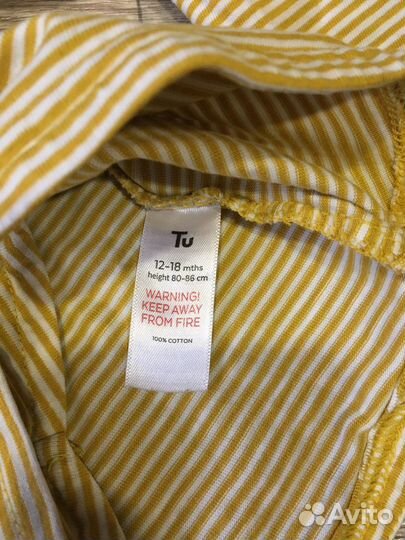 Tu
12-18 mths
height 80-86 cm
WARNING!
KEEP AWAY
FROM FIRE
100% COTTON
Avito